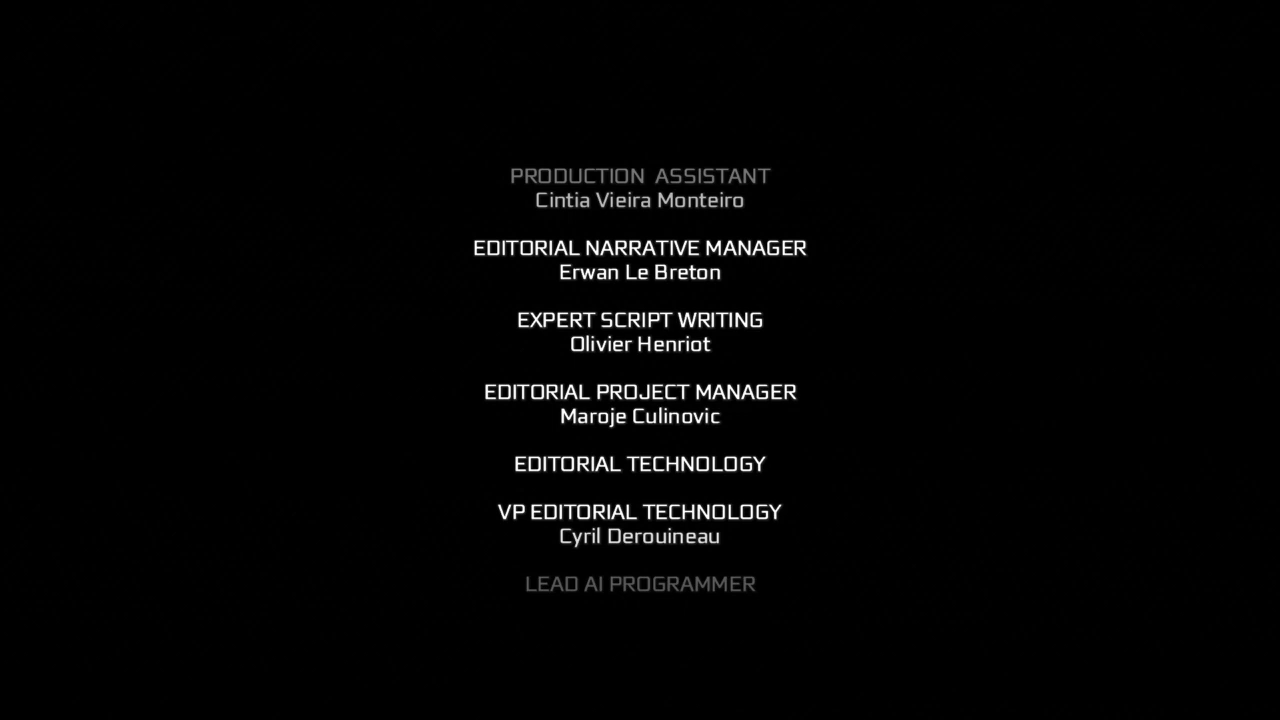 PRODUCTION ASSISTANT
Cintia Vieira Monteiro
EDITORIAL NARRATIVE MANAGER
Erwan Le Breton
EXPERT SCRIPT WRITING
Olivier Henriot
EDITORIAL PROJECT MANAGER
Maroje Culinovic
EDITORIAL TECHNOLOGY
VP EDITORIAL TECHNOLOGY
Cyril Derouineau
LEAD AI PROGRAMMER